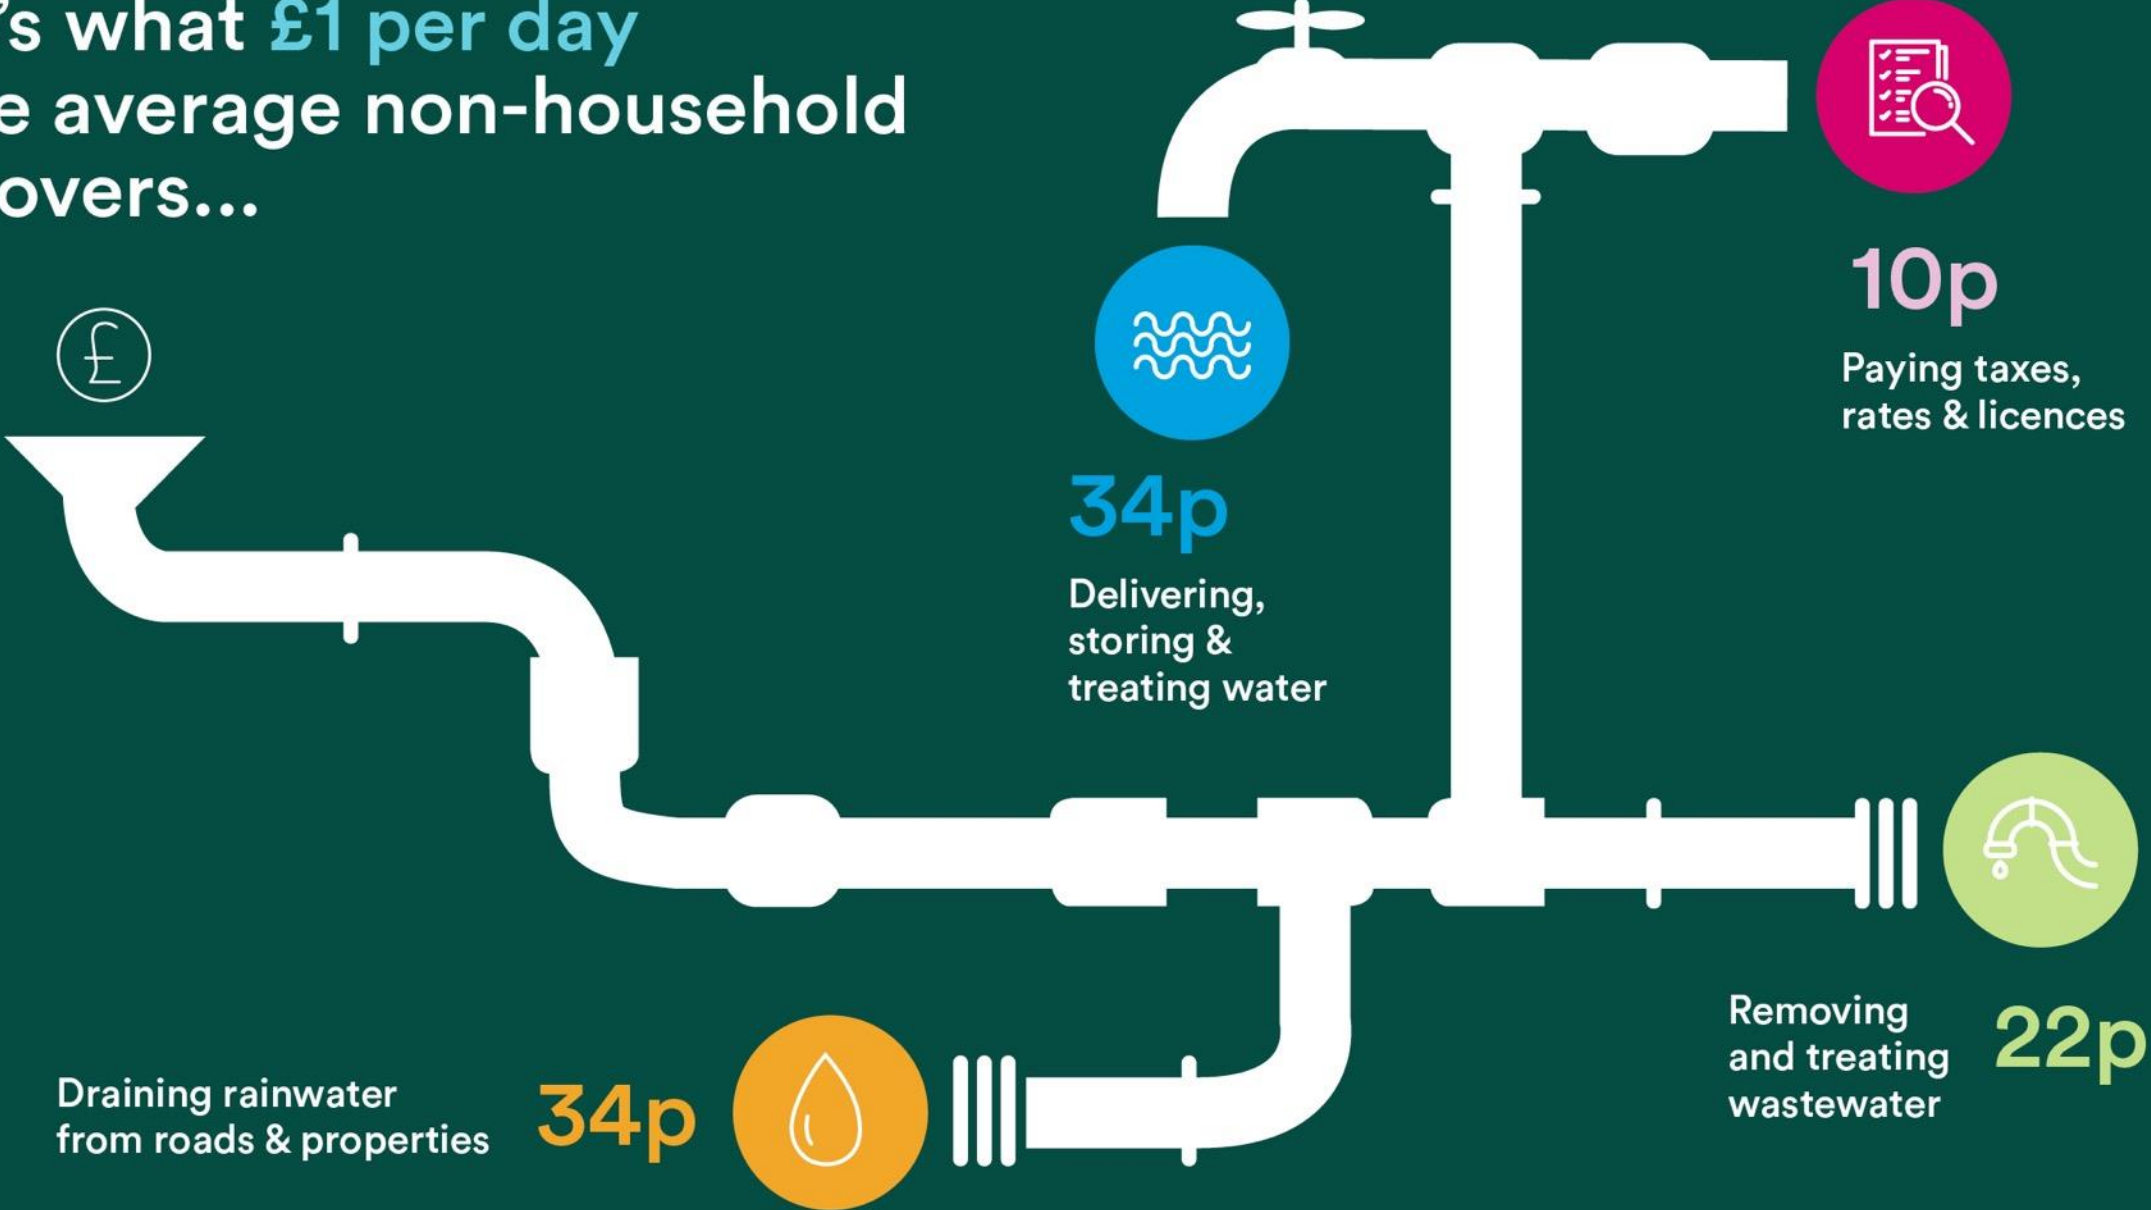 's what £1 per day
e average non-household
overs...
£
10p
Paying taxes,
rates & licences
34p
Delivering,
storing &
treating water
Removing
and treating
wastewater
22p
Draining rainwater
from roads & properties
34p